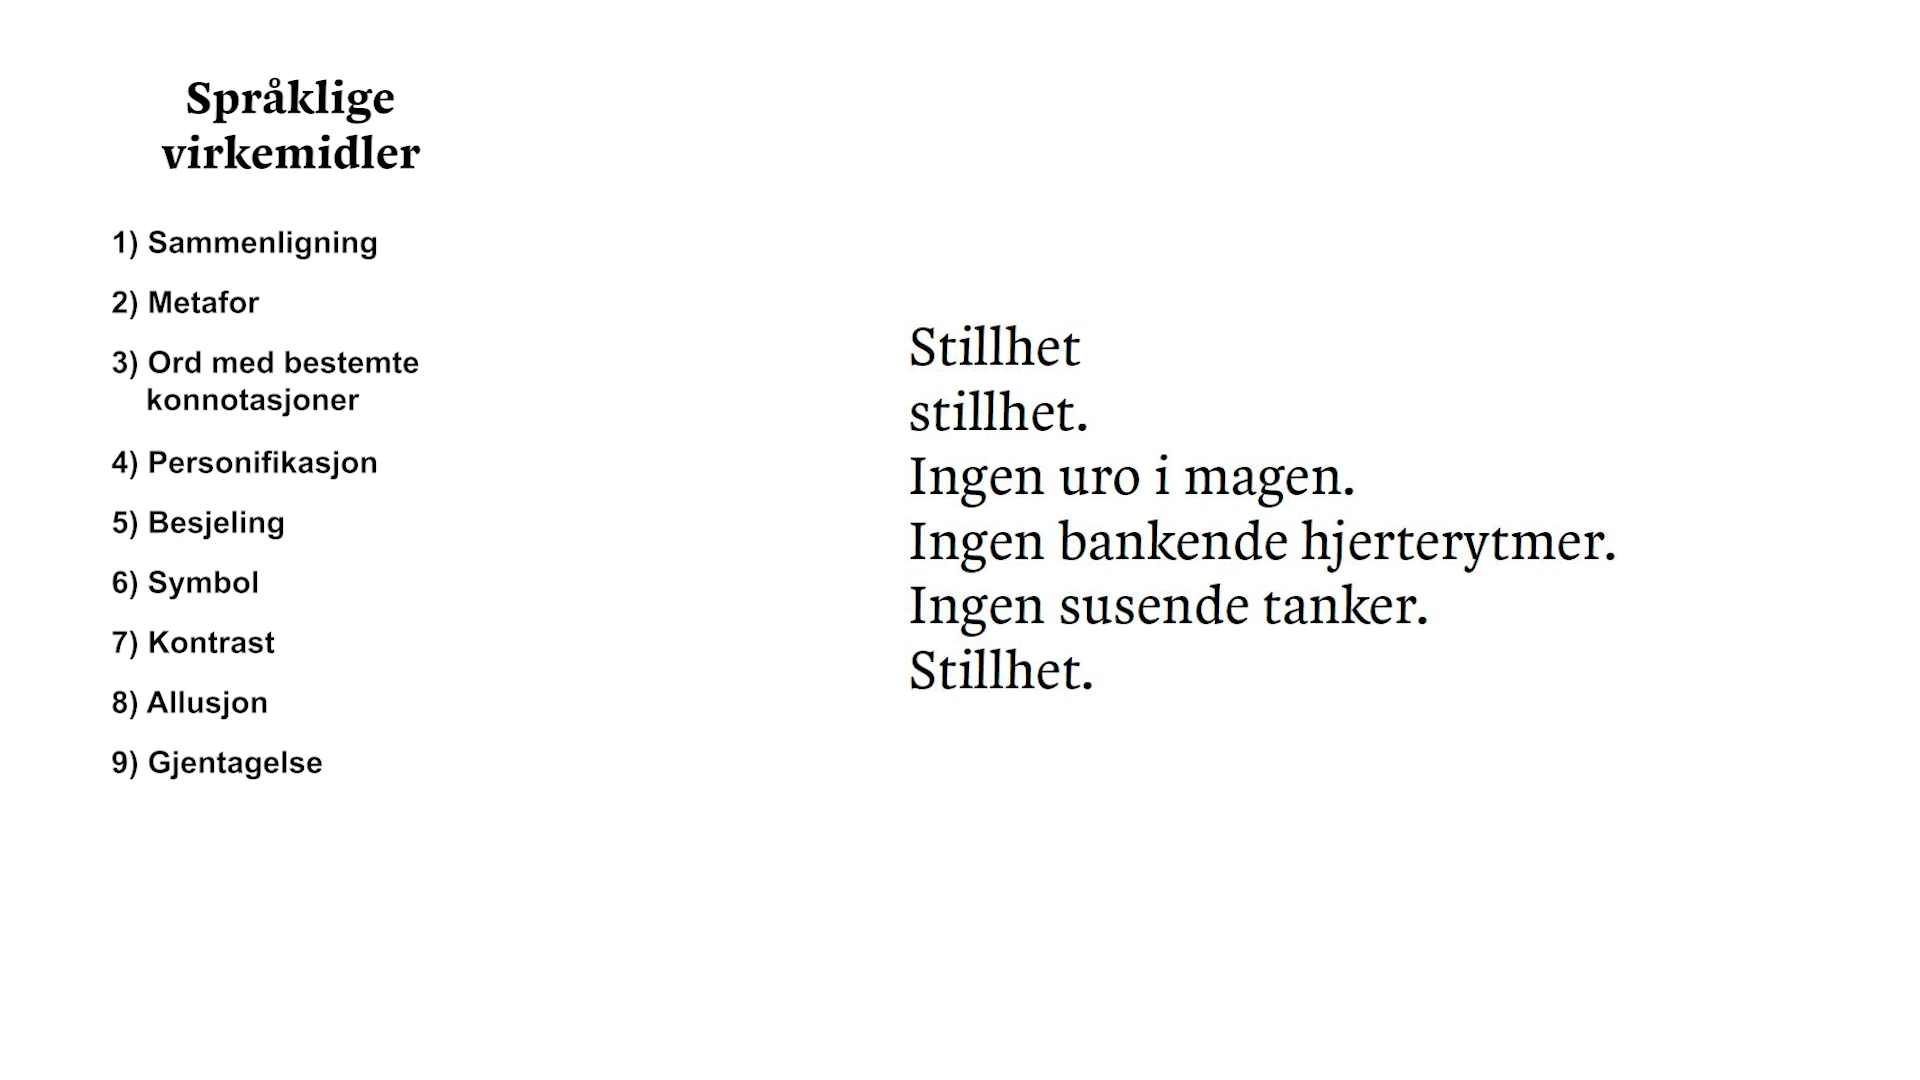 Språklige
virkemidler
1) Sammenligning
2) Metafor
3) Ord med bestemte
konnotasjoner
4) Personifikasjon
5) Besjeling
6) Symbol
7) Kontrast
8) Allusjon
9) Gjentagelse
Stillhet
stillhet.
Ingen uro i magen.
Ingen bankende hjerterytmer.
Ingen susende tanker.
Stillhet.